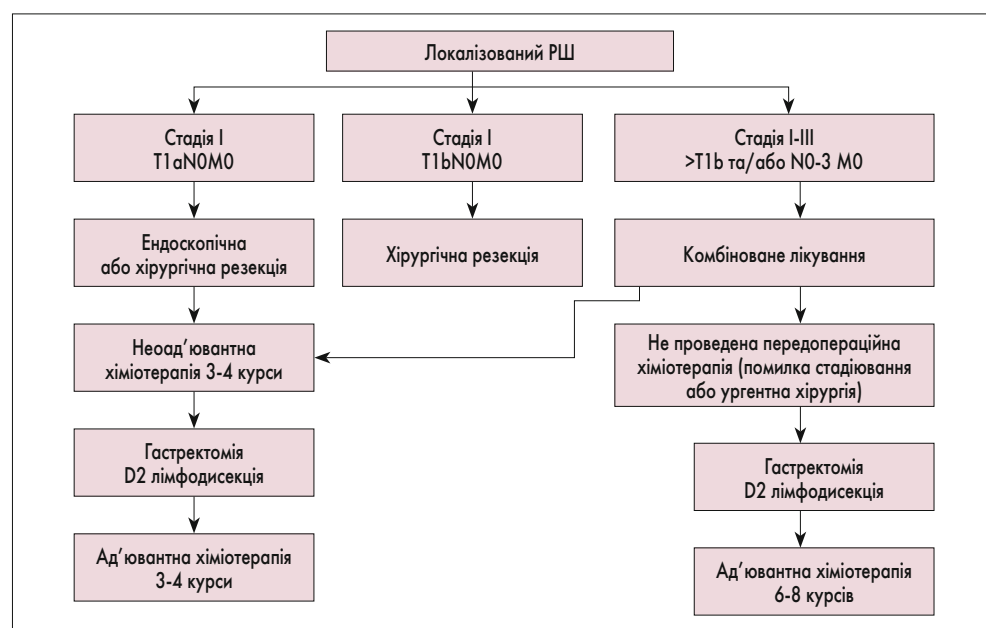 Локалізований РШ
Стадія I
T1aN0M0
Стадія I
T1bN0M0
Стадія I-III
>T1b та/або N0-3 M0
Ендоскопічна
або хірургічна резекція
Хірургічна резекція
Комбіноване лікування
Неоад’ювантна
хіміотерапія 3-4 курси
Не проведена передопераційна
хіміотерапія (помилка стадіювання
або ургентна хірургія)
Гастректомія
D2 лімфодисекція
Гастректомія
D2 лімфодисекція
Ад’ювантна хіміотерапія
3-4 курси
Ад’ювантна хіміотерапія
6-8 курсів